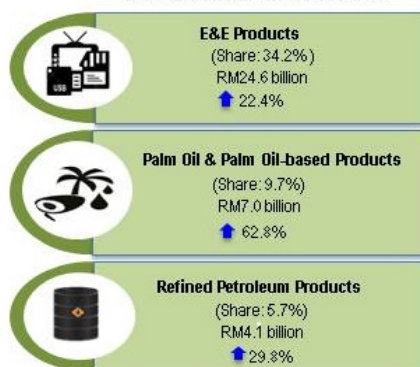 E&E Products
(Share: 34.2%)
RM24.6 billion
22.4%
USB
Palm Oil & Palm Oil-based Products
(Share: 9.7%)
RM7.0 billion
62.8%
Refined Petroleum Products
(Share: 5.7%)
RM4.1 billion
29.8%